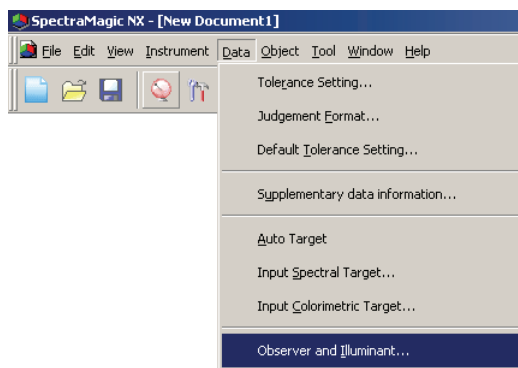 SpectraMagic NX - [New Document1]
File Edit View Instrument Data Object Tool Window Help
Tolerance Setting...
Judgement Format...
Default Tolerance Setting...
Supplementary data information...
Auto Target
Input Spectral Target...
Input Colorimetric Target...
Observer and Illuminant...